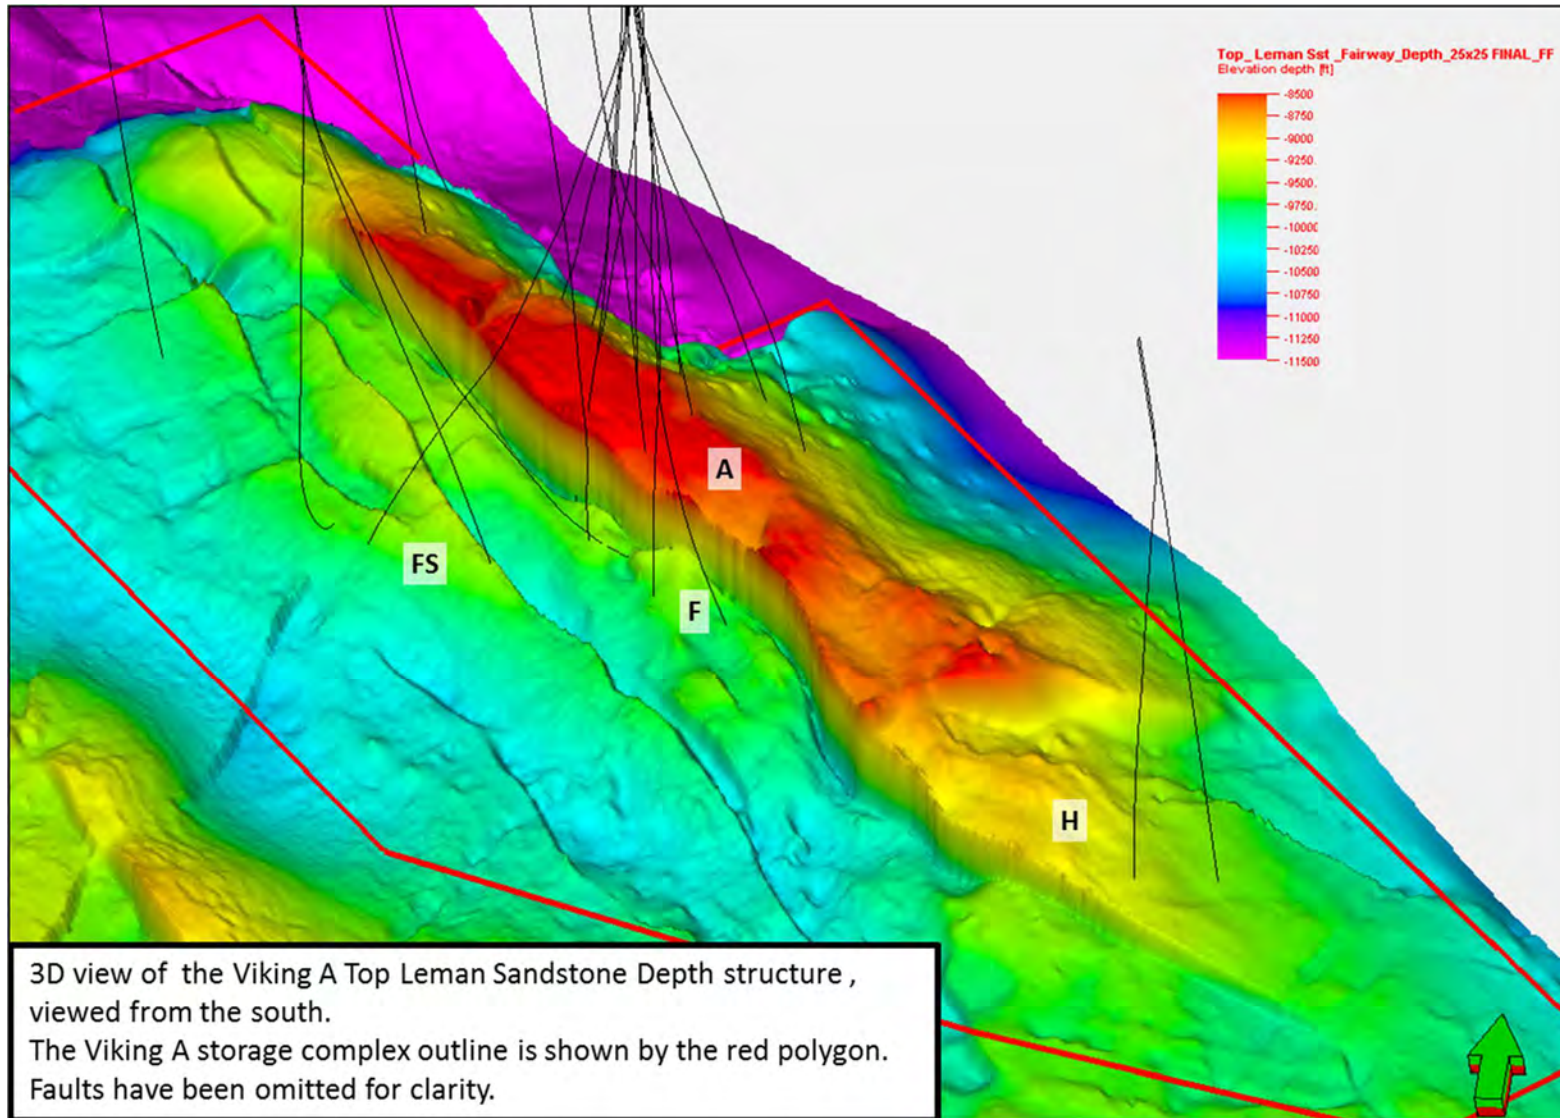 Top_ Leman Sst _Fairway_Depth_25x25 FINAL_FF
Elevation depth [ft]
-8500
-8750
-9000
-9250
-9500
-9750
-10000
-10250
-10500
-10750
-11000
-11250
-11500
A
FS
F
H
3D view of the Viking A Top Leman Sandstone Depth structure ,
viewed from the south.
The Viking A storage complex outline is shown by the red polygon.
Faults have been omitted for clarity.